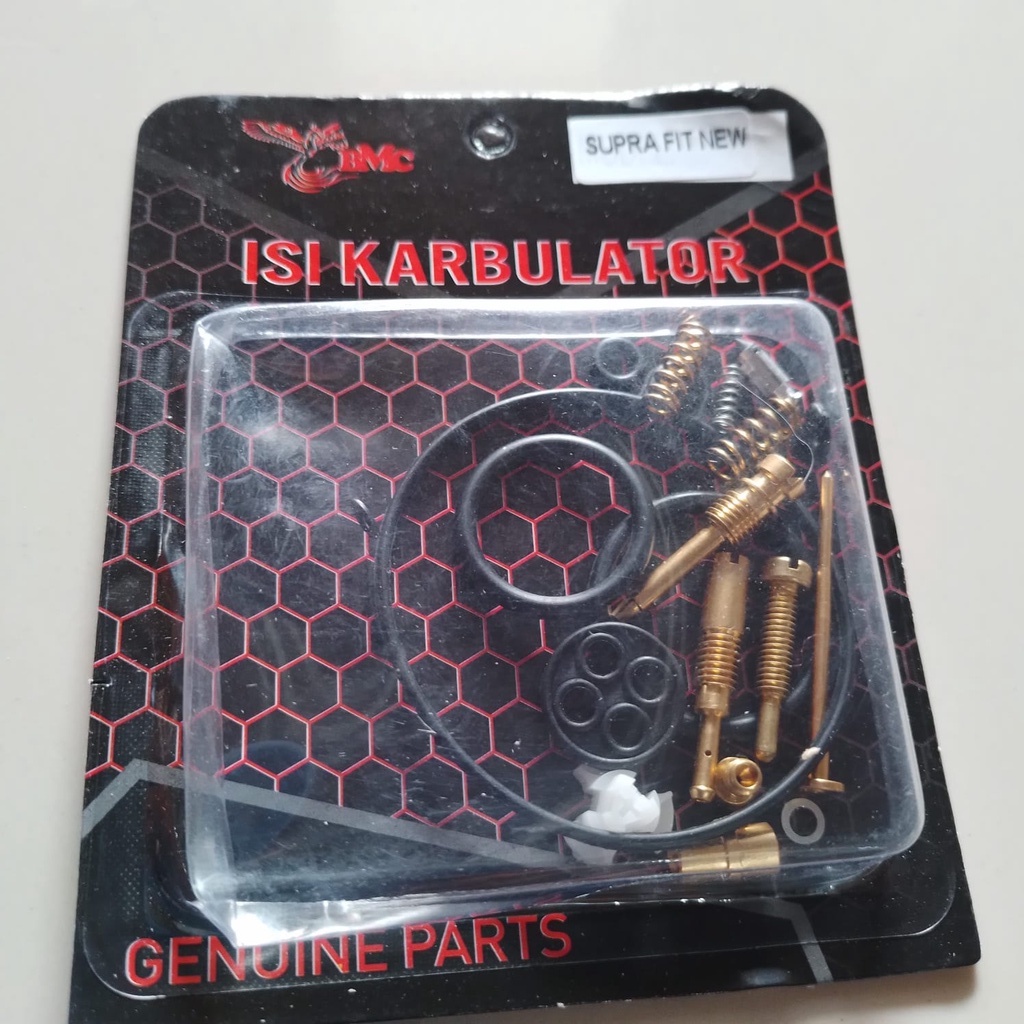 BMC
SUPRA FIT NEW
ISI KARBULATOR
GENUINE PARTS